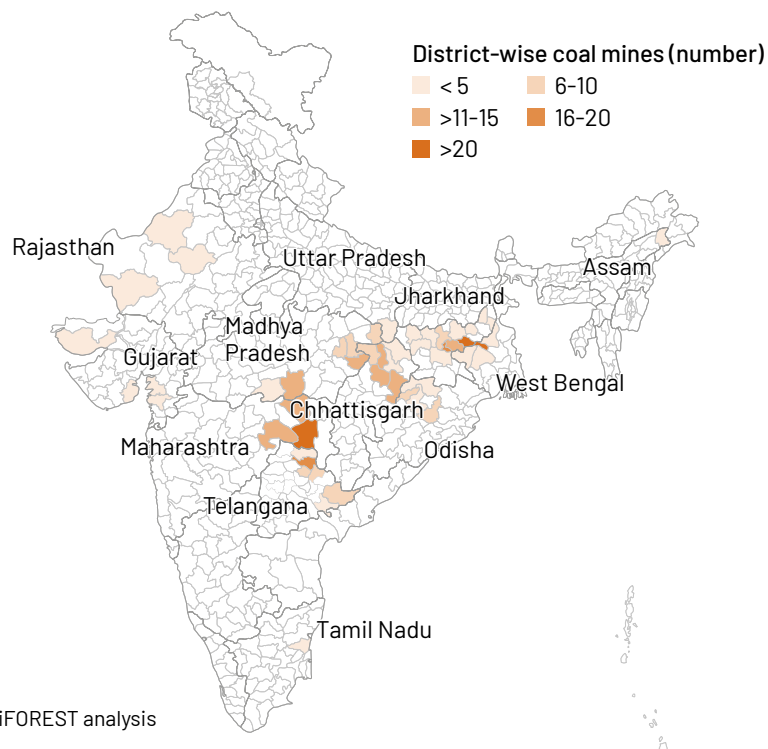 District-wise coal mines (number)
< 5
6-10
>11-15
16-20
>20
Rajasthan
Uttar Pradesh
Assam
Jharkhand
Madhya
Pradesh
Gujarat
West Bengal
Chhattisgarh
Maharashtra
Odisha
Telangana
Tamil Nadu
iFOREST analysis